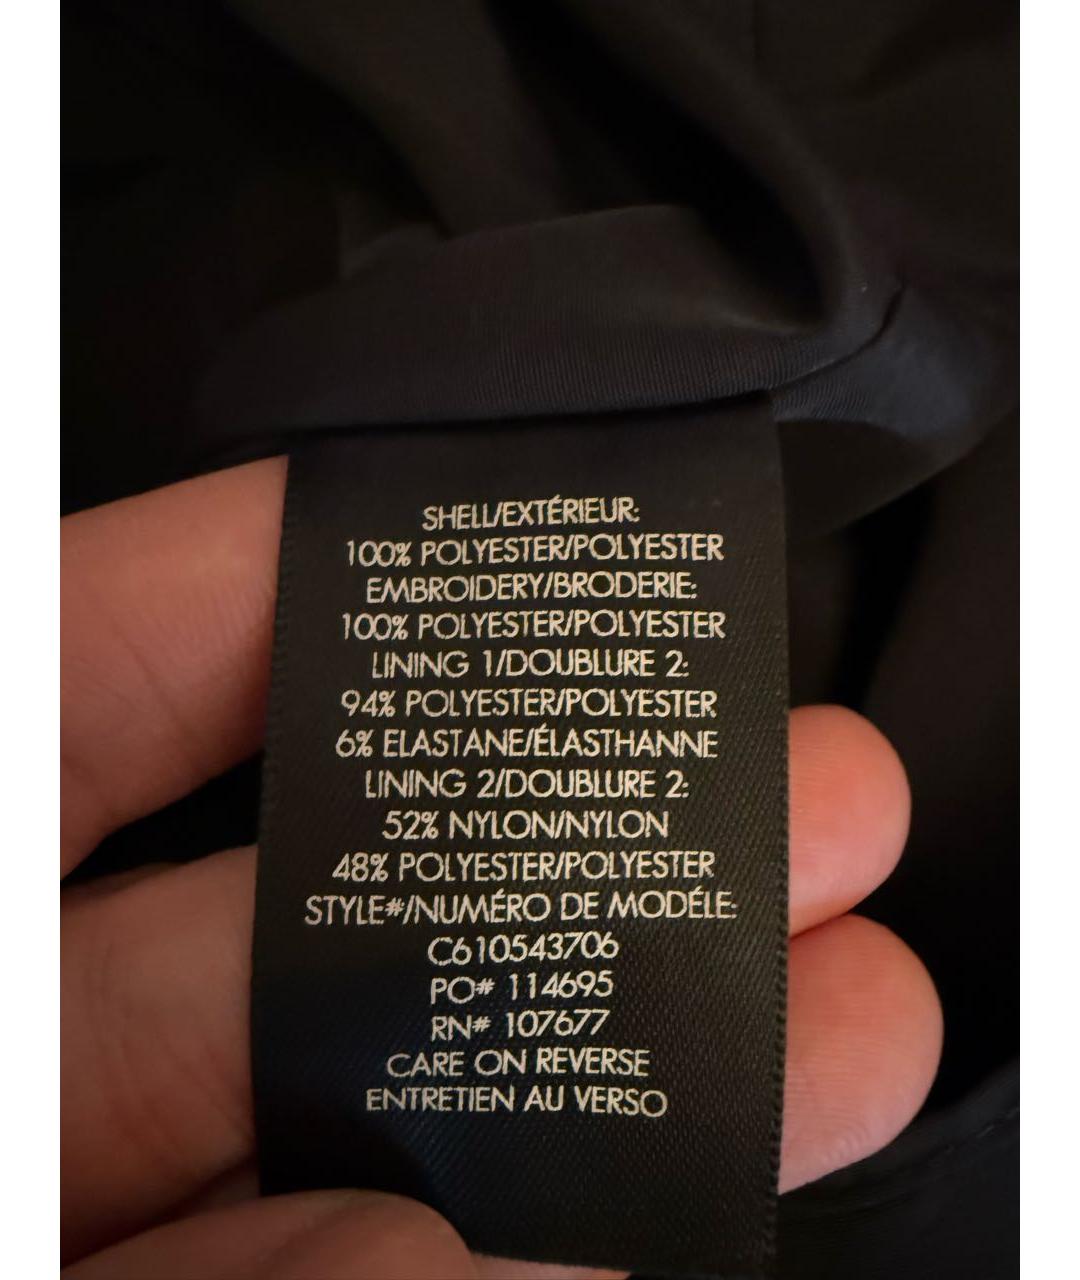 SHELL/EXTÉRIEUR:
100% POLYESTER/POLYESTER
EMBROIDERY/BRODERIE:
100% POLYESTER/POLYESTER
LINING 1/DOUBLURE 2:
94% POLYESTER/POLYESTER
6% ELASTANE/ÉLASTHANNE
LINING 2/DOUBLURE 2:
52% NYLON/NYLON
48% POLYESTER/POLYESTER
STYLE#/NUMÉRO DE MODÉLE:
C610543706
PO# 114695
RN# 107677
CARE ON REVERSE
ENTRETIEN AU VERSO